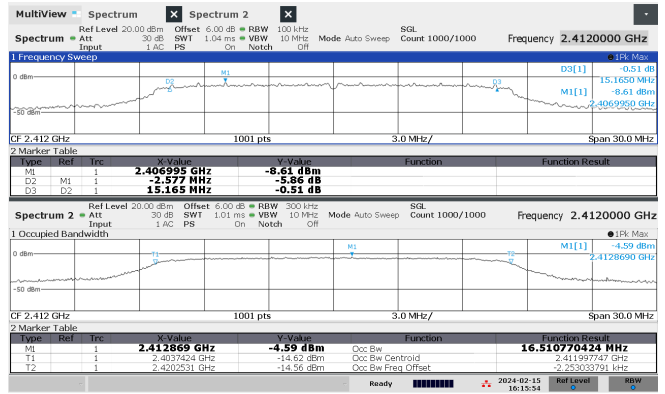 MultiView Spectrum Spectrum 2
Ref Level 20.00 dBm Offset 6.00 dB RBW 100 kHz SGL
Spectrum Att 30 dB SWT 1.04 ms VBW 10 MHz Mode Auto Sweep Count 1000/1000 Frequency 2.4120000 GHz
Input 1 AC PS On Notch Off
1 Frequency Sweep 1Pk Max
D3[1] -0.51 dB
15.1650 MHz
M1[1] -8.61 dBm
2.4069950 GHz
0 dBm
M1
D2
D3
-50 dBm
CF 2.412 GHz 1001 pts 3.0 MHz/ Span 30.0 MHz
2 Marker Table
Type Ref Trc X-Value Y-Value Function Function Result
M1 1 2.406995 GHz -8.61 dBm
D2 M1 1 -2.577 MHz -5.86 dB
D3 D2 1 15.165 MHz -0.51 dB
Ref Level 20.00 dBm Offset 6.00 dB RBW 300 kHz SGL
Spectrum 2 Att 30 dB SWT 1.01 ms VBW 10 MHz Mode Auto Sweep Count 1000/1000 Frequency 2.4120000 GHz
Input 1 AC PS On Notch Off
1 Occupied Bandwidth 1Pk Max
M1[1] -4.59 dBm
2.4128690 GHz
0 dBm
M1
T1
T2
-50 dBm
CF 2.412 GHz 1001 pts 3.0 MHz/ Span 30.0 MHz
2 Marker Table
Type Ref Trc X-Value Y-Value Function Function Result
M1 1 2.412869 GHz -4.59 dBm Occ Bw 16.510770424 MHz
T1 1 2.4037424 GHz -14.62 dBm Occ Bw Centroid 2.411997747 GHz
T2 1 2.4202531 GHz -14.56 dBm Occ Bw Freq Offset -2.253033791 kHz
Ready 2024-02-15 Ref Level RBW
16:15:54